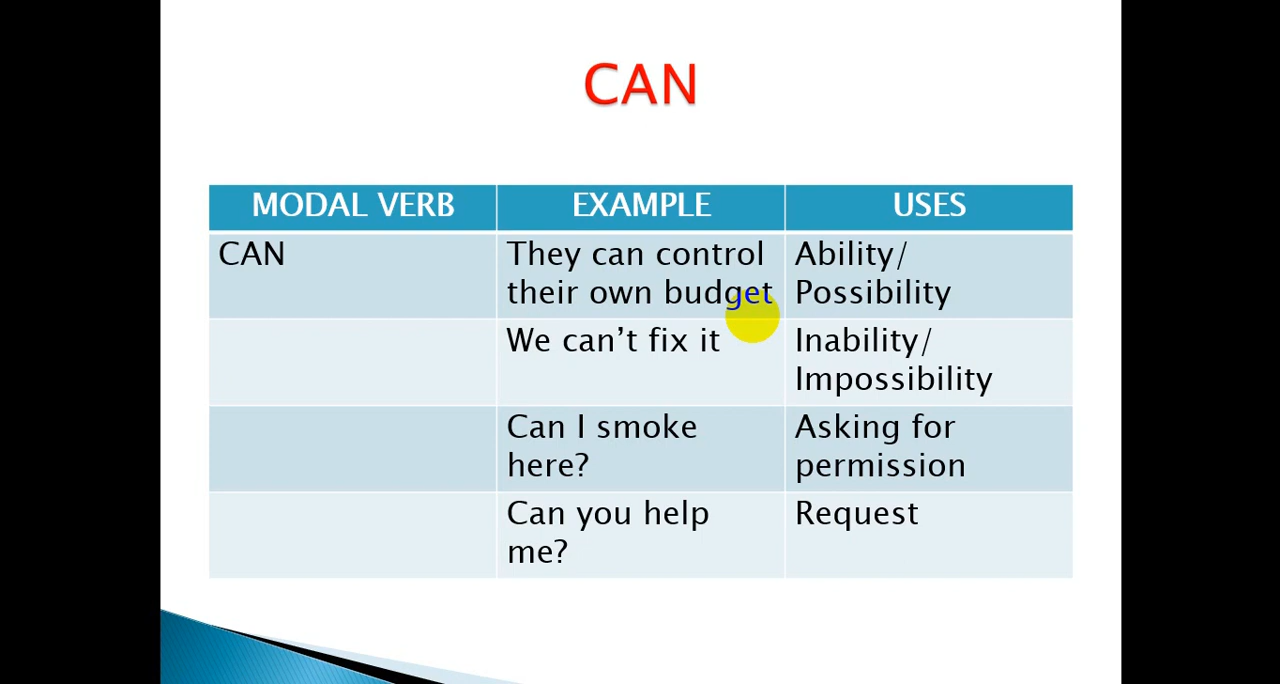 CAN
MODAL VERB EXAMPLE USES
CAN They can control Ability/
their own budget Possibility
We can’t fix it Inability/
Impossibility
Can I smoke Asking for
here? permission
Can you help Request
me?